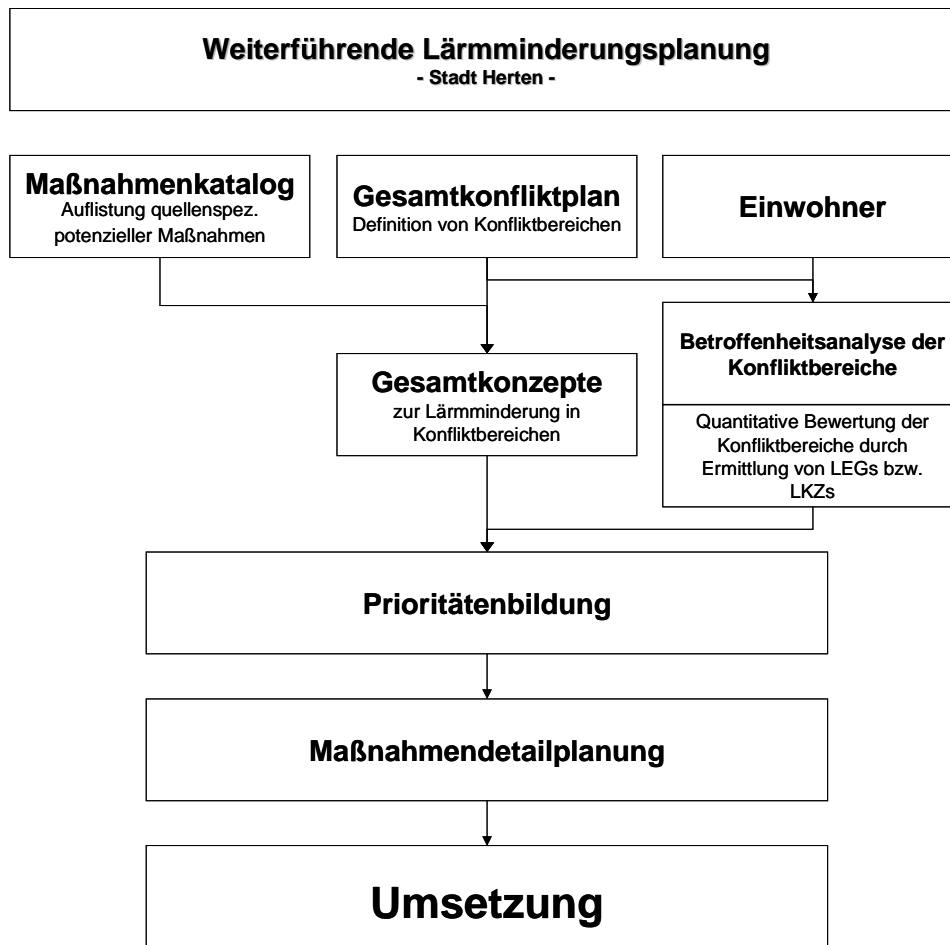 Weiterführende Lärmminderungsplanung
- Stadt Herten -
Maßnahmenkatalog
Auflistung quellenspez.
potenzieller Maßnahmen
Gesamtkonfliktplan
Definition von Konfliktbereichen
Einwohner
Betroffenheitsanalyse der
Konfliktbereiche
Quantitative Bewertung der
Konfliktbereiche durch
Ermittlung von LEGs bzw.
LKZs
Gesamtkonzepte
zur Lärmminderung in
Konfliktbereichen
Prioritätenbildung
Maßnahmendetailplanung
Umsetzung